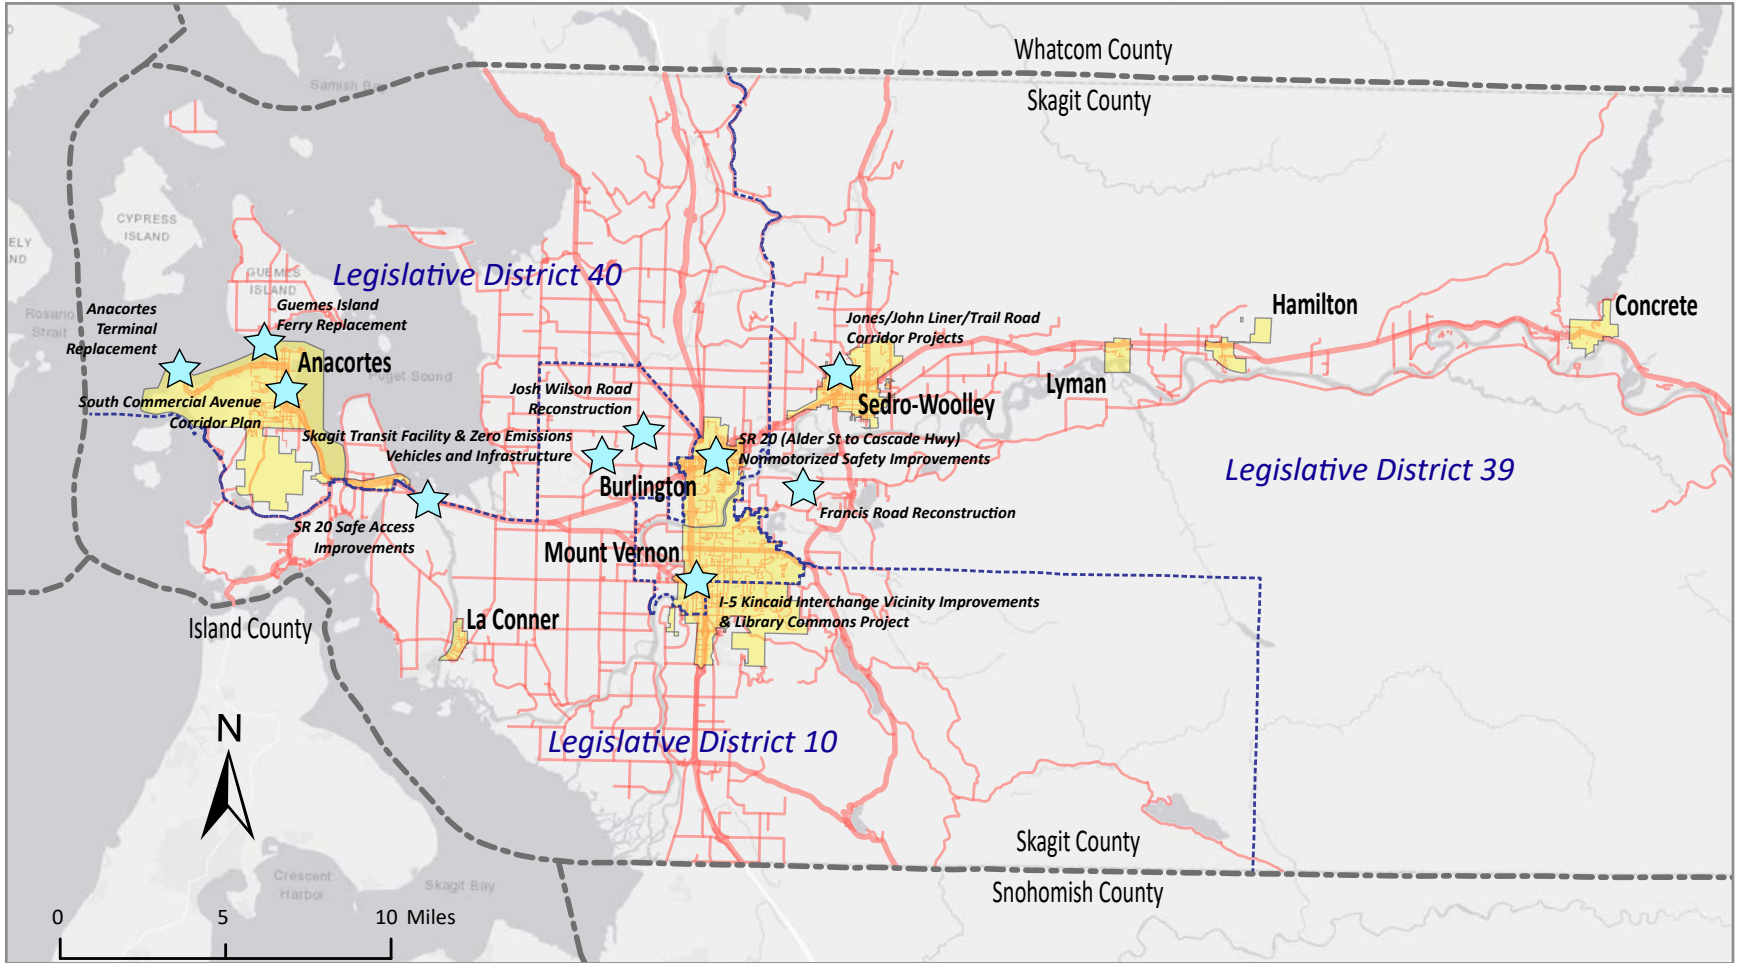 Whatcom County
Skagit County
Samish Bay
CYPRESS
ISLAND
ELY
ND
GUEMES
ISLAND
Legislative District 40
Rosario
Strait
Anacortes
Terminal
Replacement
Guemes Island
Ferry Replacement
Anacortes
Puget Sound
South Commercial Avenue
Corridor Plan
Josh Wilson Road
Reconstruction
Skagit Transit Facility & Zero Emissions
Vehicles and Infrastructure
Jones/John Liner/Trail Road
Corridor Projects
Sedro-Woolley
Lyman
Hamilton
Concrete
SR 20 (Alder St to Cascade Hwy)
Nonmotorized Safety Improvements
Burlington
Legislative District 39
Francis Road Reconstruction
SR 20 Safe Access
Improvements
Mount Vernon
I-5 Kincaid Interchange Vicinity Improvements
& Library Commons Project
La Conner
Island County
Legislative District 10
N
Skagit County
Snohomish County
Crescent
Harbor
Skagit Bay
0 5 10 Miles